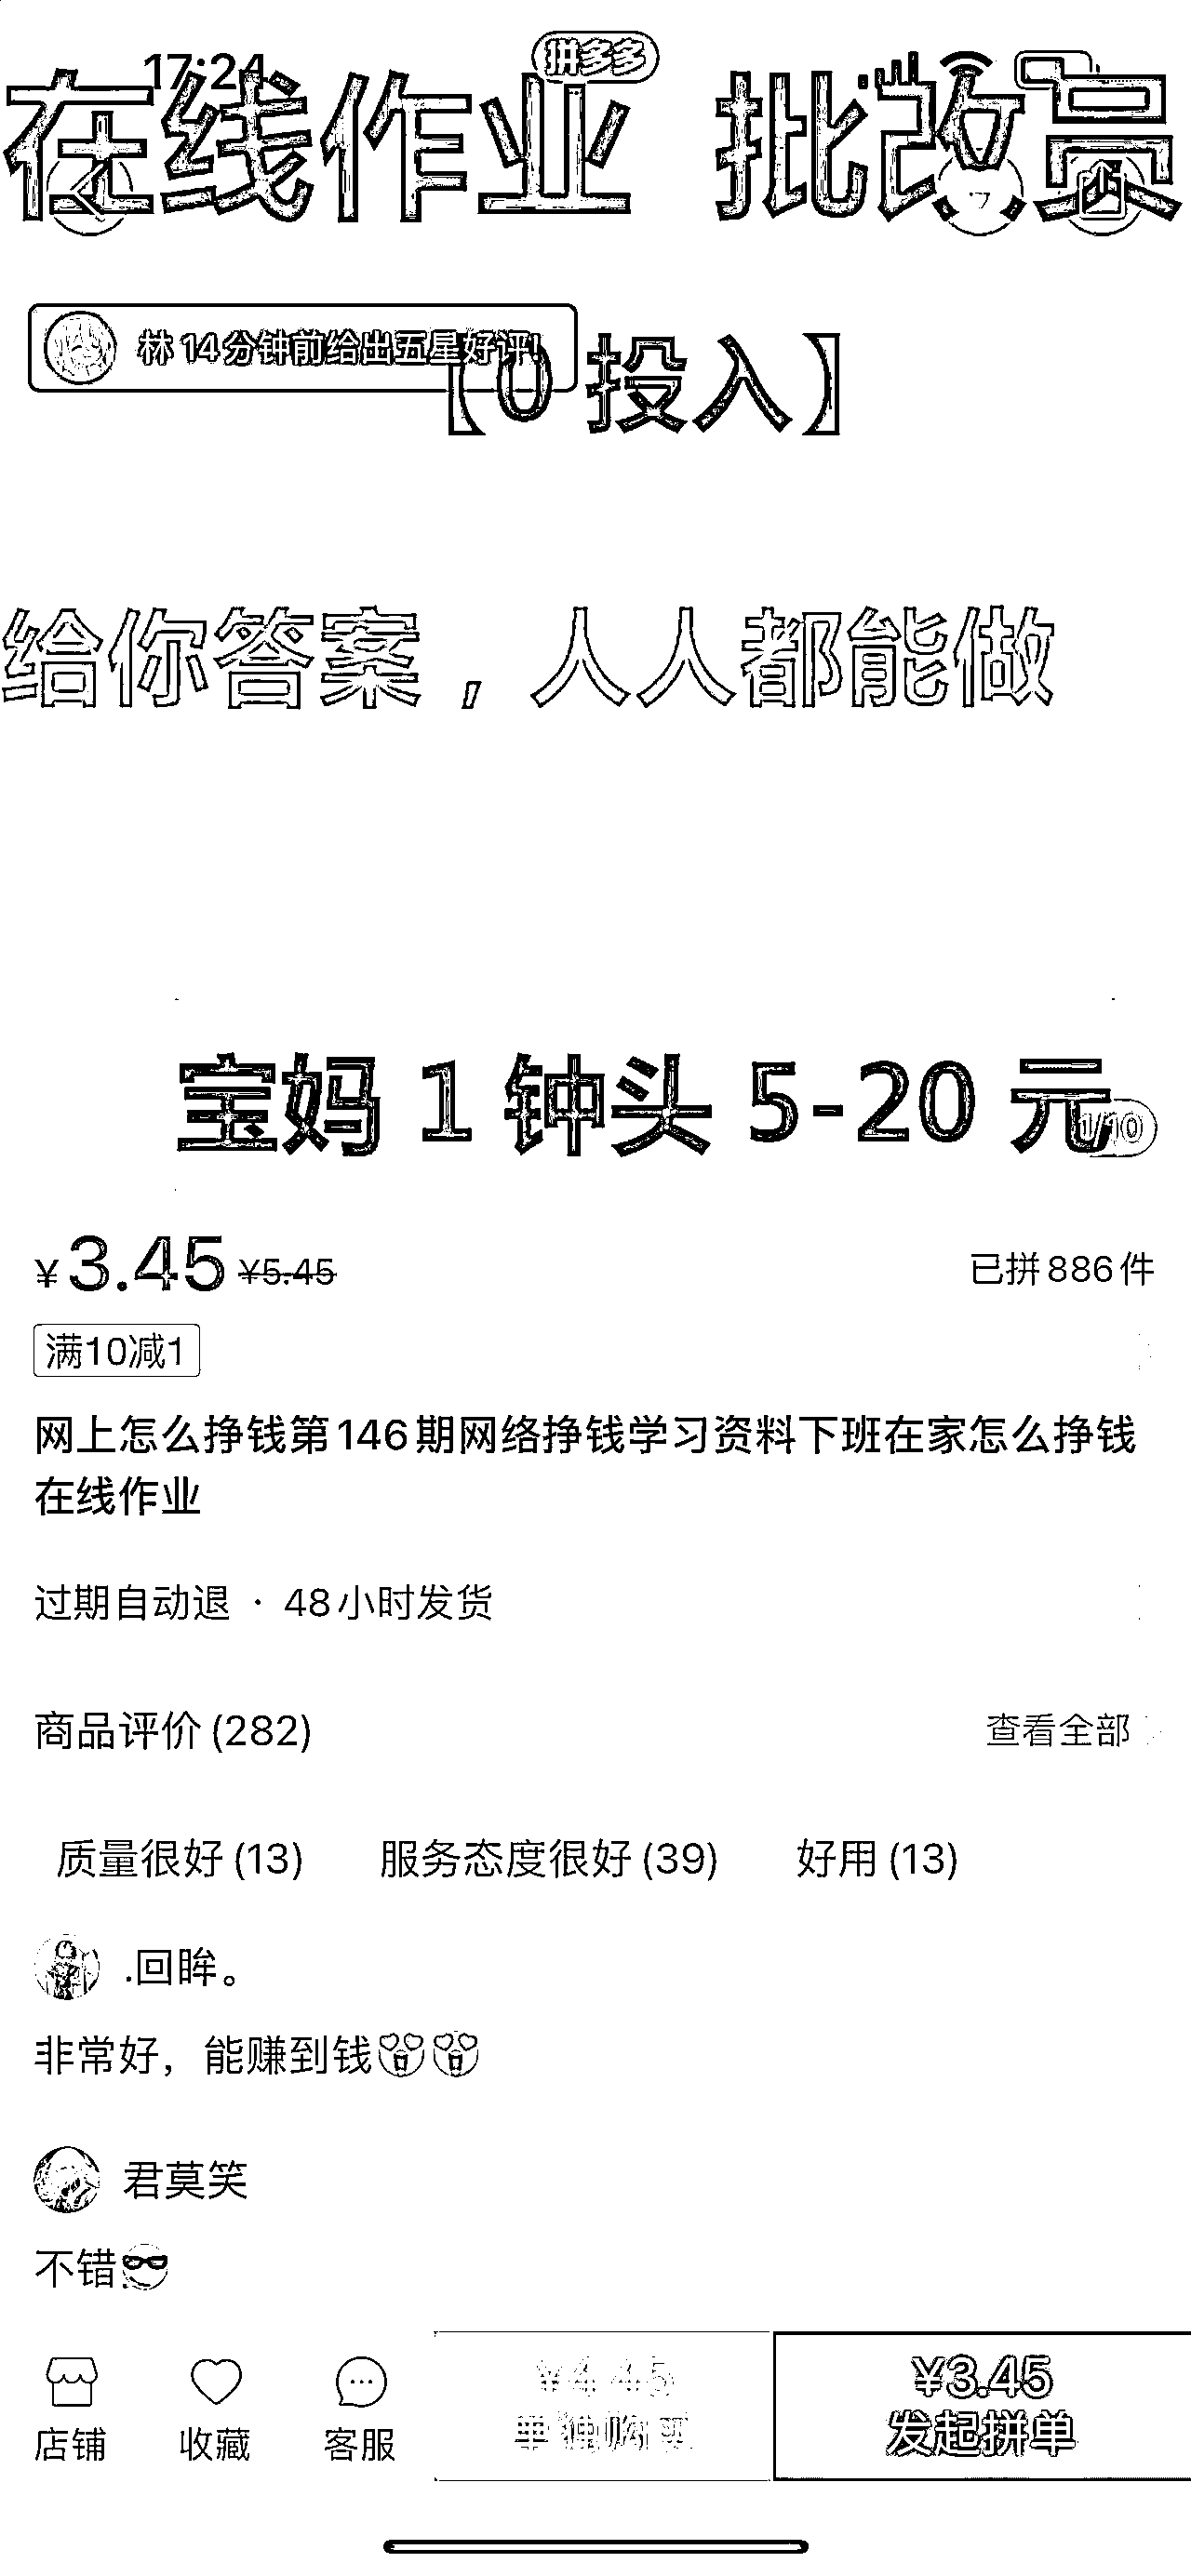 17:24
拼多多
在线作业 批改员
林 14分钟前给出五星好评!
【0 投入】
给你答案，人人都能做
宝妈 1 钟头 5-20 元
1/10
¥3.45 ¥5.45
已拼886件
满10减1
网上怎么挣钱第146期网络挣钱学习资料下班在家怎么挣钱
在线作业
过期自动退 · 48小时发货
商品评价 (282)
查看全部
质量很好 (13) 服务态度很好 (39) 好用 (13)
.回眸。
非常好，能赚到钱
君莫笑
不错
店铺
收藏
客服
¥4.45
单独购买
¥3.45
发起拼单